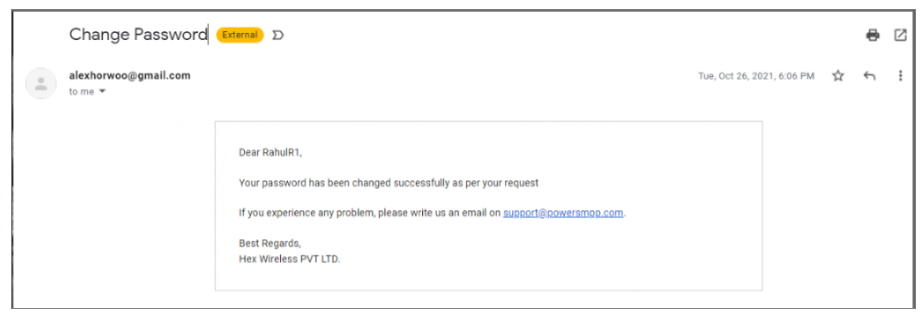 Change Password External
alexhorwoo@gmail.com Tue, Oct 26, 2021, 6:06 PM
to me
Dear RahulR1,
Your password has been changed successfully as per your request
If you experience any problem, please write us an email on support@powersmpp.com.
Best Regards,
Hex Wireless PVT LTD.